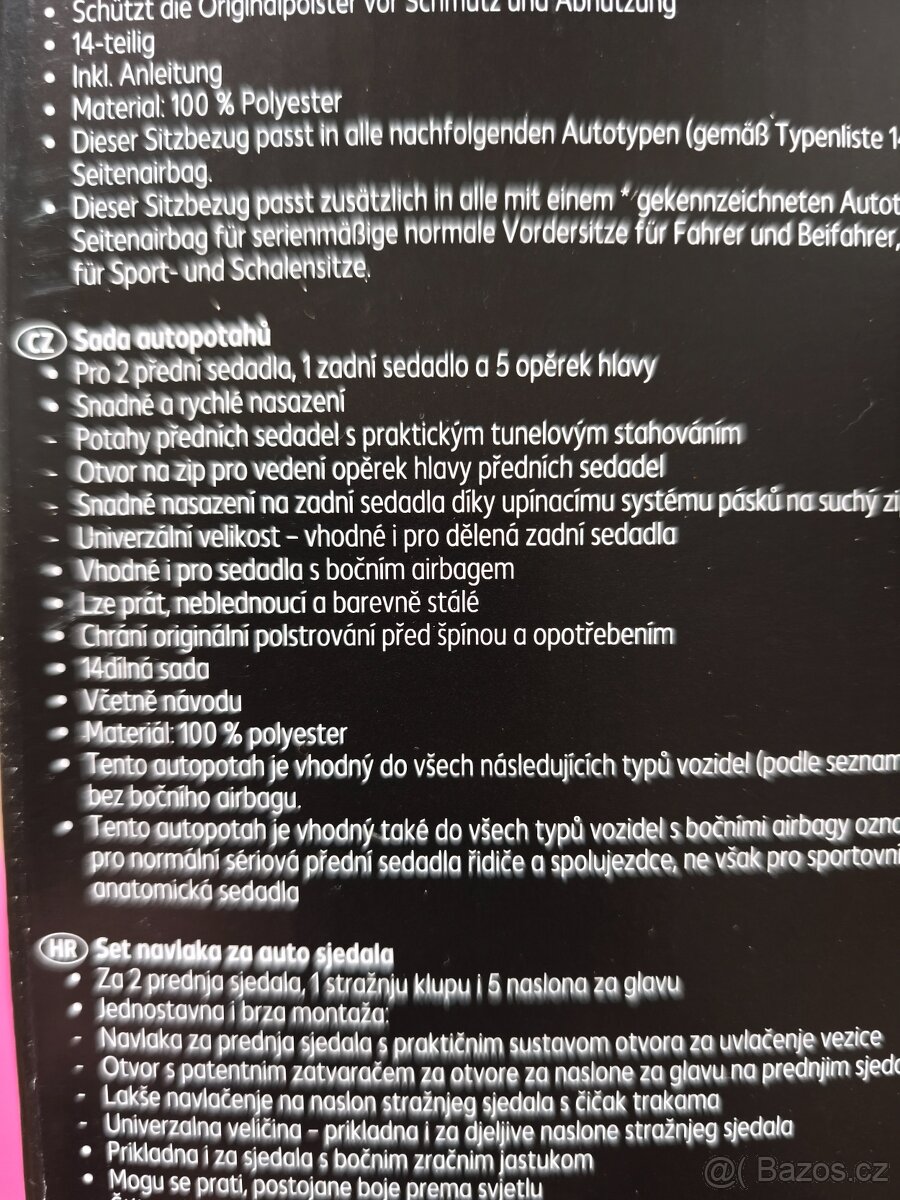 • Schützt die Originalpolster vor Schmutz und Abnutzung
• 14-teilig
• Inkl. Anleitung
• Material: 100 % Polyester
• Dieser Sitzbezug passt in alle nachfolgenden Autotypen (gemäß Typenliste 14
Seitenairbag.
• Dieser Sitzbezug passt zusätzlich in alle mit einem * gekennzeichneten Autot
Seitenairbag für serienmäßige normale Vordersitze für Fahrer und Beifahrer,
für Sport- und Schalensitze.
CZ Sada autopotahů
• Pro 2 přední sedadla, 1 zadní sedadlo a 5 opěrek hlavy
• Snadné a rychlé nasazení
- Potahy předních sedadel s praktickým tunelovým stahováním
- Otvor na zip pro vedení opěrek hlavy předních sedadel
- Snadné nasazení na zadní sedadla díky upínacímu systému pásků na suchý zi
- Univerzální velikost – vhodné i pro dělená zadní sedadla
• Vhodné i pro sedadla s bočním airbagem
• Lze prát, neblednoucí a barevně stálé
• Chrání originální polstrování před špínou a opotřebením
• 14dílná sada
• Včetně návodu
• Materiál: 100 % polyester
• Tento autopotah je vhodný do všech následujících typů vozidel (podle seznam
bez bočního airbagu.
• Tento autopotah je vhodný také do všech typů vozidel s bočními airbagy ozna
pro normální sériová přední sedadla řidiče a spolujezdce, ne však pro sportovní
anatomická sedadla
HR Set navlaka za auto sjedala
• Za 2 prednja sjedala, 1 stražnju klupu i 5 naslona za glavu
• Jednostavna i brza montaža:
- Navlaka za prednja sjedala s praktičnim sustavom otvora za uvlačenje vezice
- Otvor s patentnim zatvaračem za otvore za naslone za glavu na prednjim sjeda
- Lakše navlačenje na naslon stražnjeg sjedala s čičak trakama
- Univerzalna veličina – prikladna i za djeljive naslone stražnjeg sjedala
• Prikladna i za sjedala s bočnim zračnim jastukom
• Mogu se prati, postojane boje prema svjetlu
@( Bazos.cz